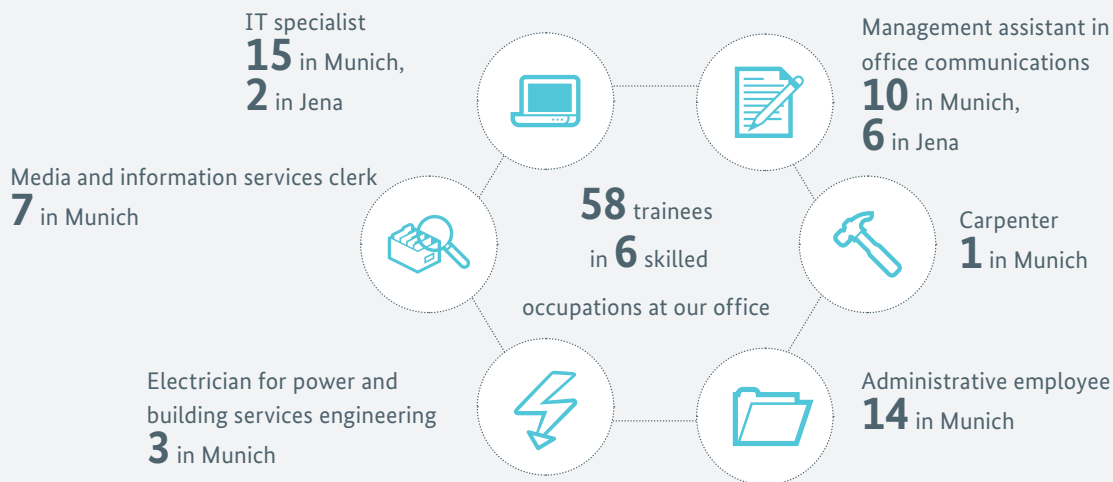 IT specialist
15 in Munich,
2 in Jena
Management assistant in
office communications
10 in Munich,
6 in Jena
Media and information services clerk
7 in Munich
58 trainees
in 6 skilled
occupations at our office
Carpenter
1 in Munich
Electrician for power and
building services engineering
3 in Munich
Administrative employee
14 in Munich